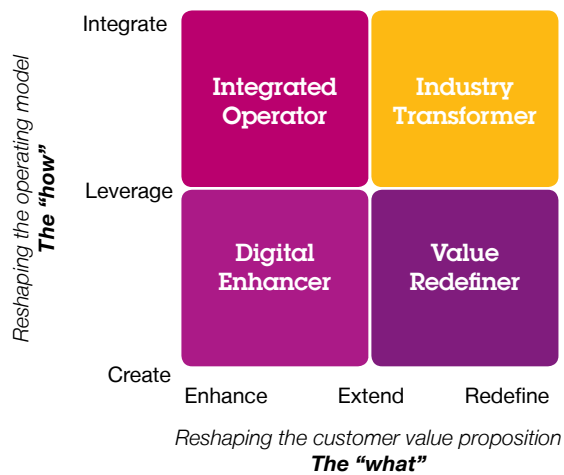 Integrate
Integrated
Operator
Industry
Transformer
Reshaping the operating model
The “how”
Leverage
Digital
Enhancer
Value
Redefiner
Create
Enhance
Extend
Redefine
Reshaping the customer value proposition
The “what”